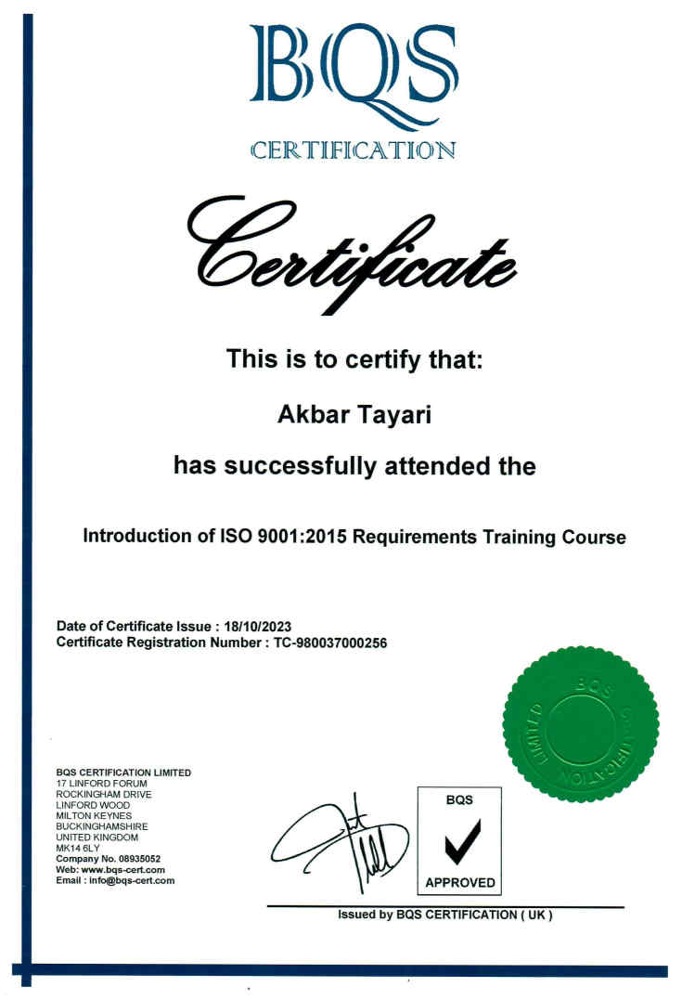 BQS
CERTIFICATION
Certificate
This is to certify that:
Akbar Tayari
has successfully attended the
Introduction of ISO 9001:2015 Requirements Training Course
Date of Certificate Issue : 18/10/2023
Certificate Registration Number : TC-980037000256
BQS CERTIFICATION LIMITED
BQS CERTIFICATION LIMITED
17 LINFORD FORUM
ROCKINGHAM DRIVE
LINFORD WOOD
MILTON KEYNES
BUCKINGHAMSHIRE
UNITED KINGDOM
MK14 6LY
Company No. 08935052
Web: www.bqs-cert.com
Email : info@bqs-cert.com
BQS
APPROVED
Issued by BQS CERTIFICATION ( UK )